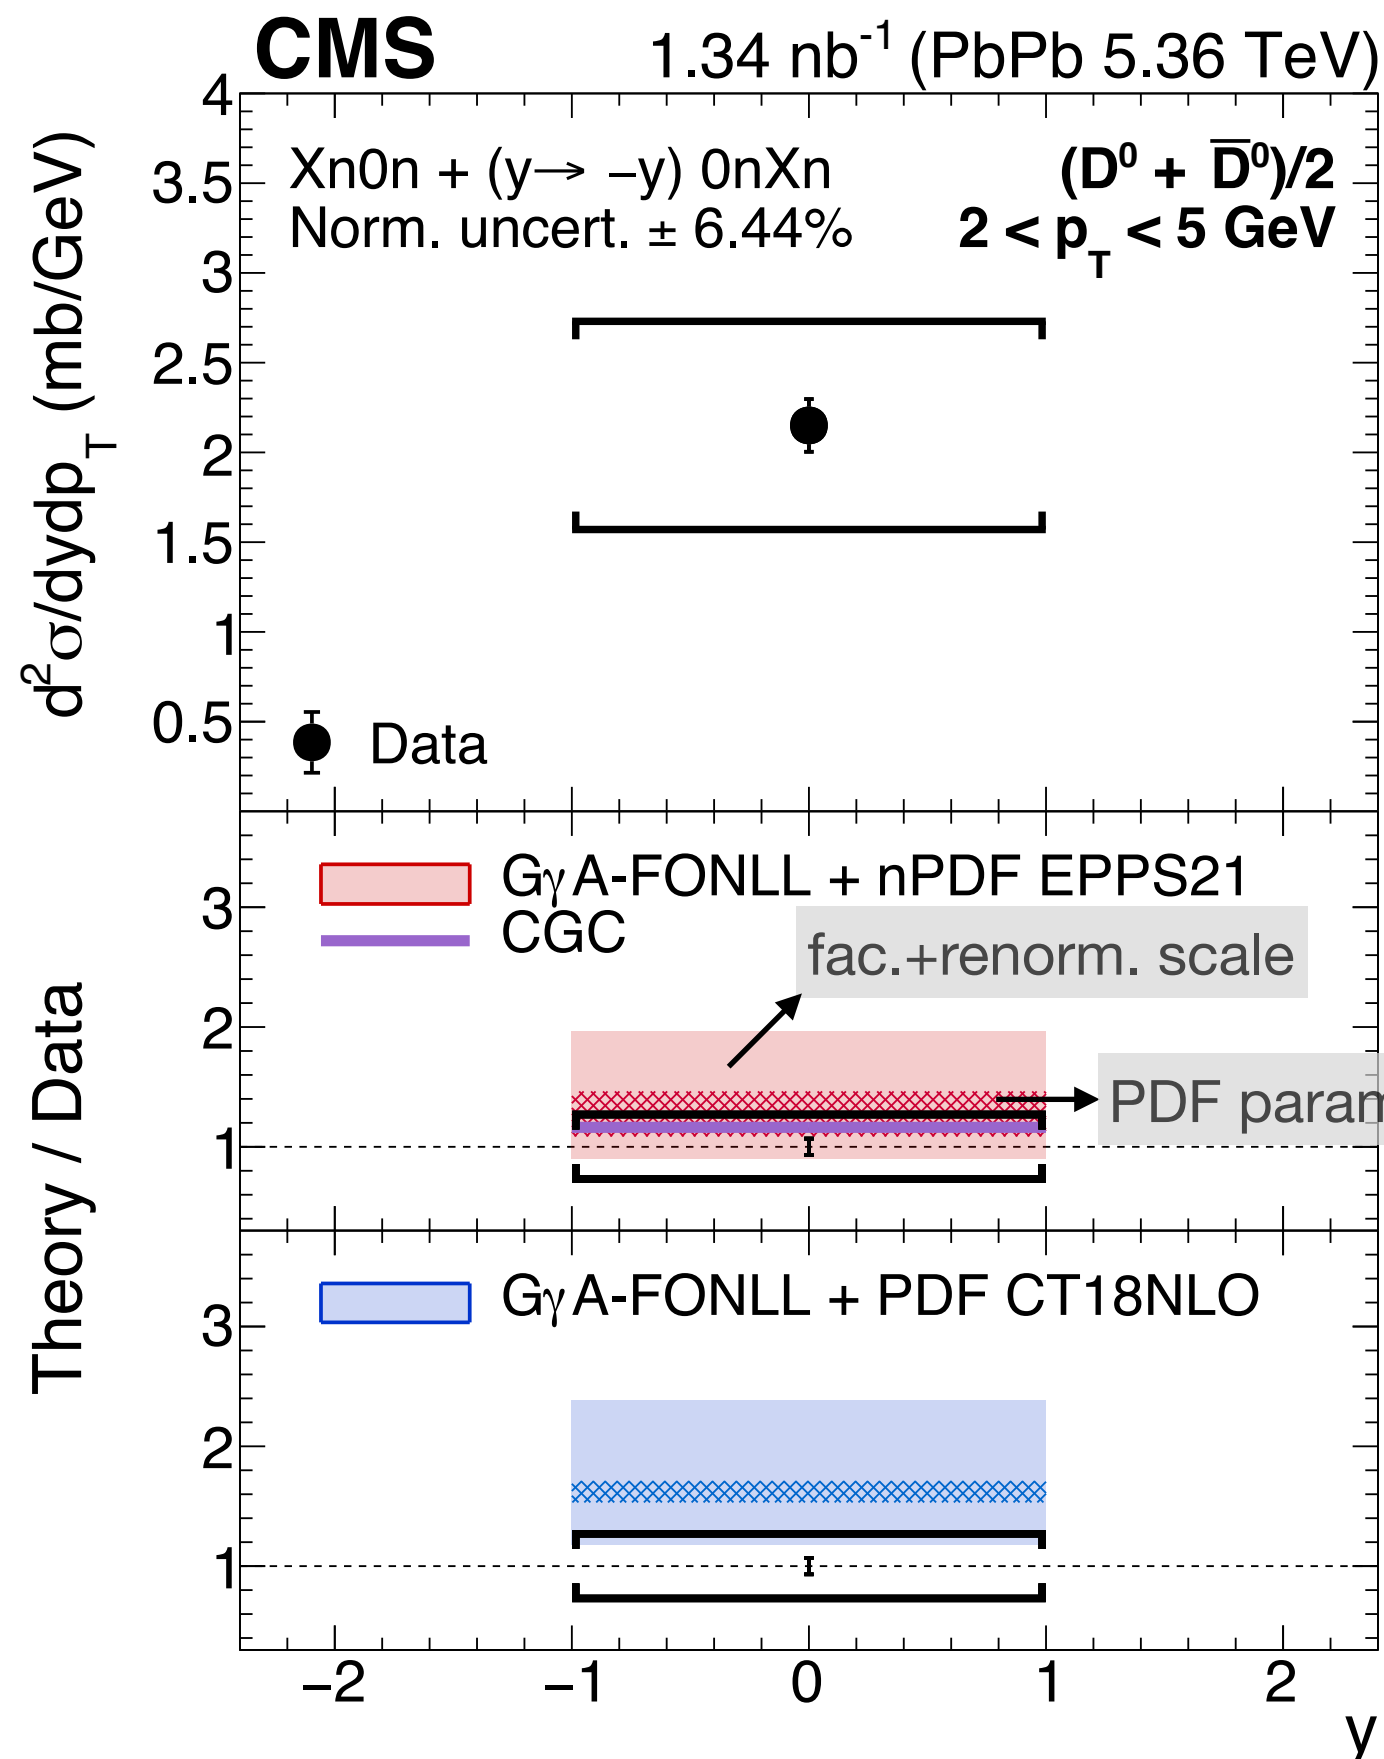 CMS 1.34 nb⁻¹ (PbPb 5.36 TeV)
Xn0n + (y→ −y) 0nXn (D⁰ + D̅⁰)/2
Norm. uncert. ± 6.44% 2 < p_T < 5 GeV
d²σ/dydp_T (mb/GeV)
4
3.5
3
2.5
2
1.5
1
0.5
Data
GγA-FONLL + nPDF EPPS21
CGC
fac.+renorm. scale
PDF param
3
2
1
Theory / Data
GγA-FONLL + PDF CT18NLO
3
2
1
−2 −1 0 1 2
y